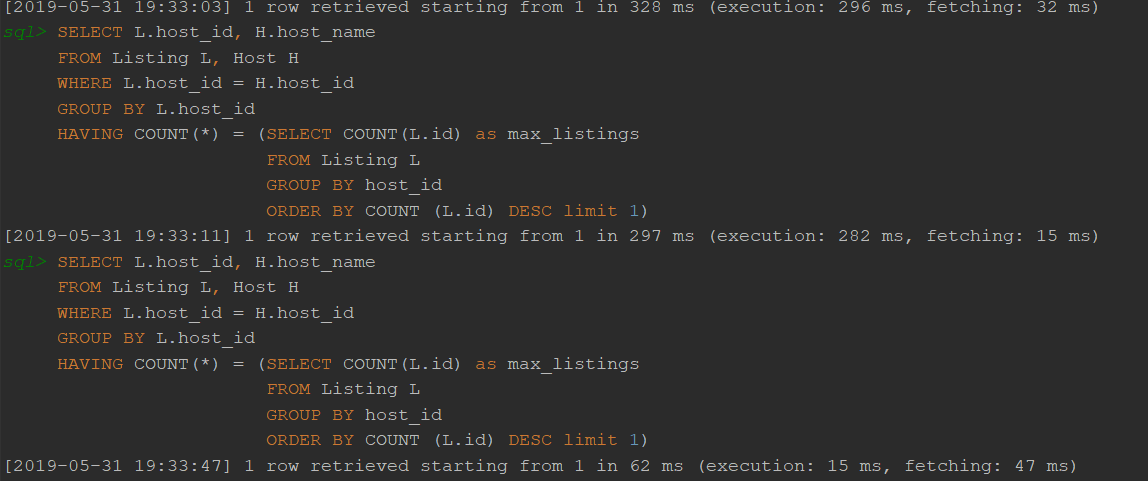 [2019-05-31 19:33:03] 1 row retrieved starting from 1 in 328 ms (execution: 296 ms, fetching: 32 ms)
sql> SELECT L.host_id, H.host_name
FROM Listing L, Host H
WHERE L.host_id = H.host_id
GROUP BY L.host_id
HAVING COUNT(*) = (SELECT COUNT(L.id) as max_listings
FROM Listing L
GROUP BY host_id
ORDER BY COUNT (L.id) DESC limit 1)
[2019-05-31 19:33:11] 1 row retrieved starting from 1 in 297 ms (execution: 282 ms, fetching: 15 ms)
sql> SELECT L.host_id, H.host_name
FROM Listing L, Host H
WHERE L.host_id = H.host_id
GROUP BY L.host_id
HAVING COUNT(*) = (SELECT COUNT(L.id) as max_listings
FROM Listing L
GROUP BY host_id
ORDER BY COUNT (L.id) DESC limit 1)
[2019-05-31 19:33:47] 1 row retrieved starting from 1 in 62 ms (execution: 15 ms, fetching: 47 ms)